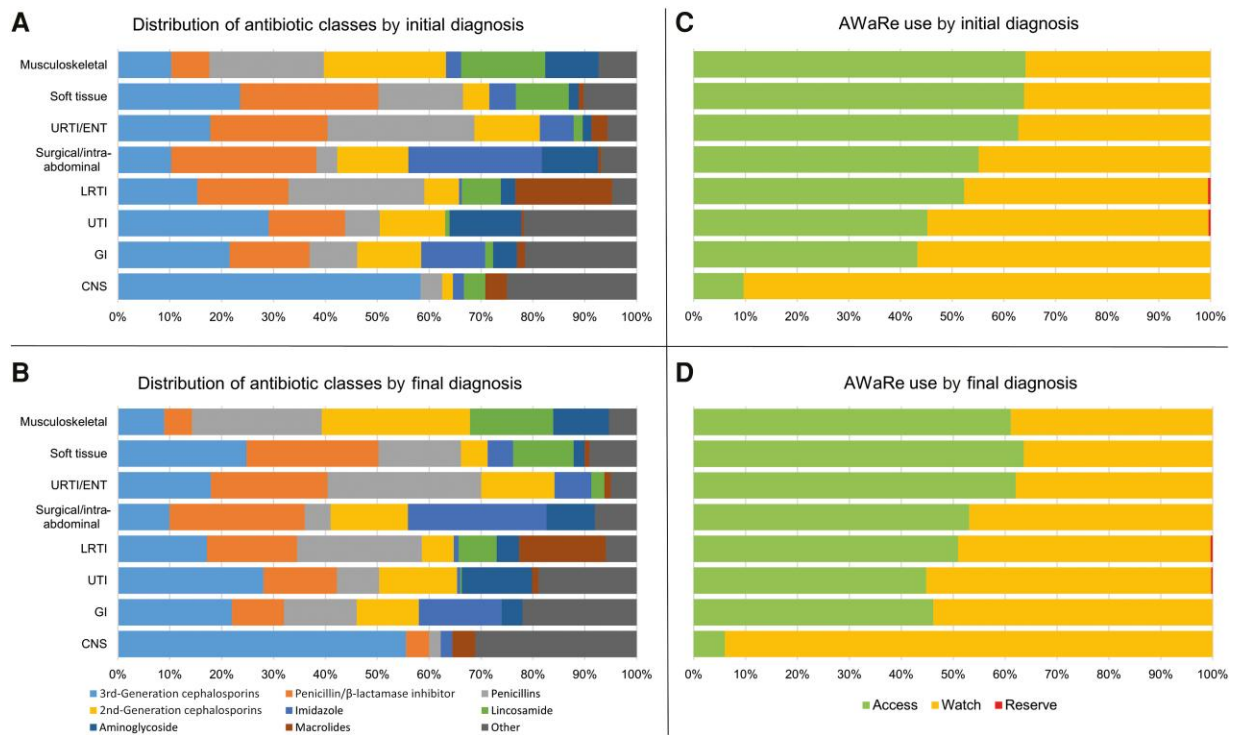 A
Distribution of antibiotic classes by initial diagnosis
Musculoskeletal
Soft tissue
URTI/ENT
Surgical/intra-
abdominal
LRTI
UTI
GI
CNS
0% 10% 20% 30% 40% 50% 60% 70% 80% 90% 100%
C
AWaRe use by initial diagnosis
0% 10% 20% 30% 40% 50% 60% 70% 80% 90% 100%
B
Distribution of antibiotic classes by final diagnosis
Musculoskeletal
Soft tissue
URTI/ENT
Surgical/intra-
abdominal
LRTI
UTI
GI
CNS
0% 10% 20% 30% 40% 50% 60% 70% 80% 90% 100%
3rd-Generation cephalosporins Penicillin/β-lactamase inhibitor Penicillins
2nd-Generation cephalosporins Imidazole Lincosamide
Aminoglycoside Macrolides Other
D
AWaRe use by final diagnosis
0% 10% 20% 30% 40% 50% 60% 70% 80% 90% 100%
Access Watch Reserve